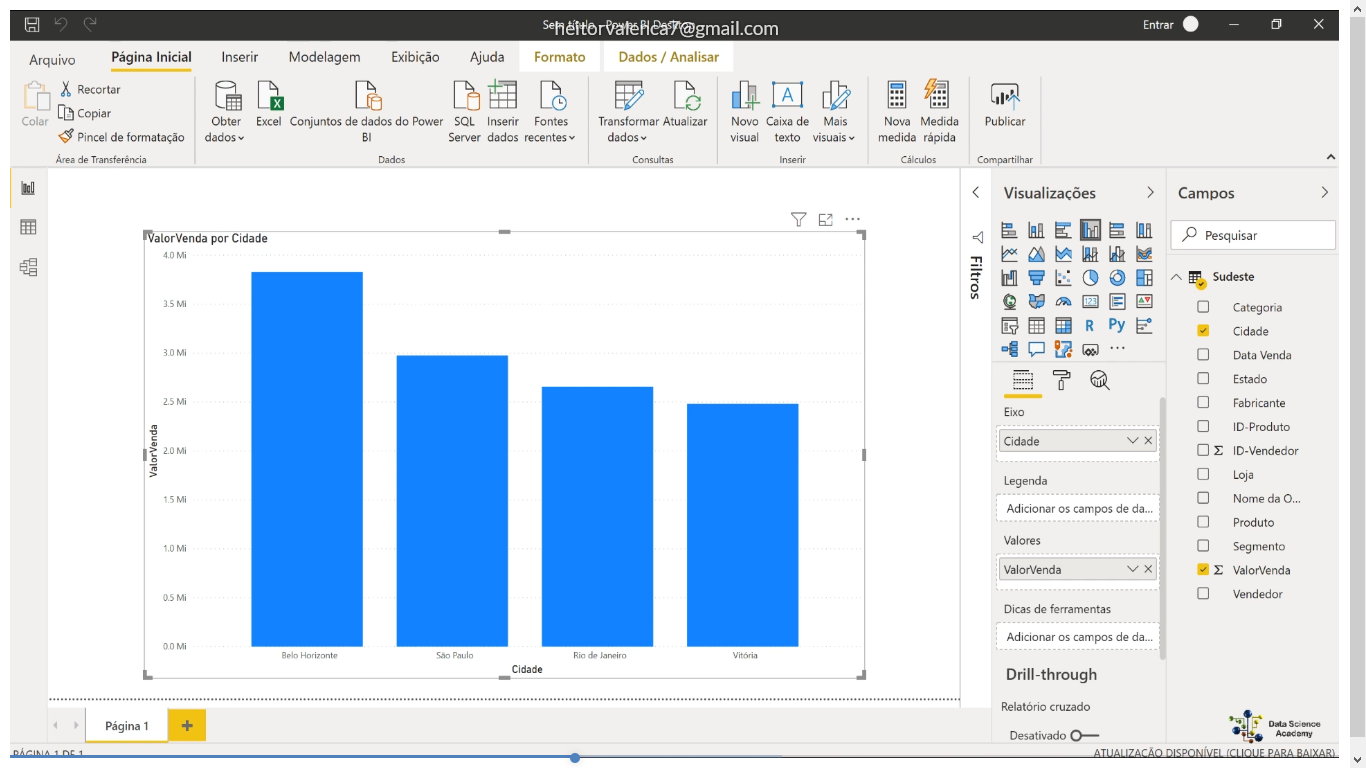 Sem título - Power BI Desktop
heitorvalerica7@gmail.com
Entrar
Arquivo
Página Inicial
Inserir
Modelagem
Exibição
Ajuda
Formato
Dados / Analisar
Colar
Recortar
Copiar
Pincel de formatação
Obter dados
Excel
Conjuntos de dados do Power BI
SQL Server
Inserir dados
Fontes recentes
Transformar dados
Atualizar
Novo visual
Caixa de texto
Mais visuais
Nova medida
Medida rápida
Publicar
Área de Transferência
Dados
Consultas
Inserir
Cálculos
Compartilhar
ValorVenda por Cidade
4.0 Mi
3.5 Mi
3.0 Mi
2.5 Mi
2.0 Mi
1.5 Mi
1.0 Mi
0.5 Mi
0.0 Mi
ValorVenda
Belo Horizonte
São Paulo
Rio de Janeiro
Vitória
Cidade
Filtros
Visualizações
123
R
Py
Eixo
Cidade
Legenda
Adicionar os campos de da...
Valores
ValorVenda
Dicas de ferramentas
Adicionar os campos de da...
Drill-through
Relatório cruzado
Desativado
Campos
Pesquisar
Sudeste
Categoria
Cidade
Data Venda
Estado
Fabricante
ID-Produto
Σ ID-Vendedor
Loja
Nome da O...
Produto
Segmento
Σ ValorVenda
Vendedor
Data Science
Academy
Página 1
PÁGINA 1 DE 1
ATUALIZAÇÃO DISPONÍVEL (CLIQUE PARA BAIXAR)